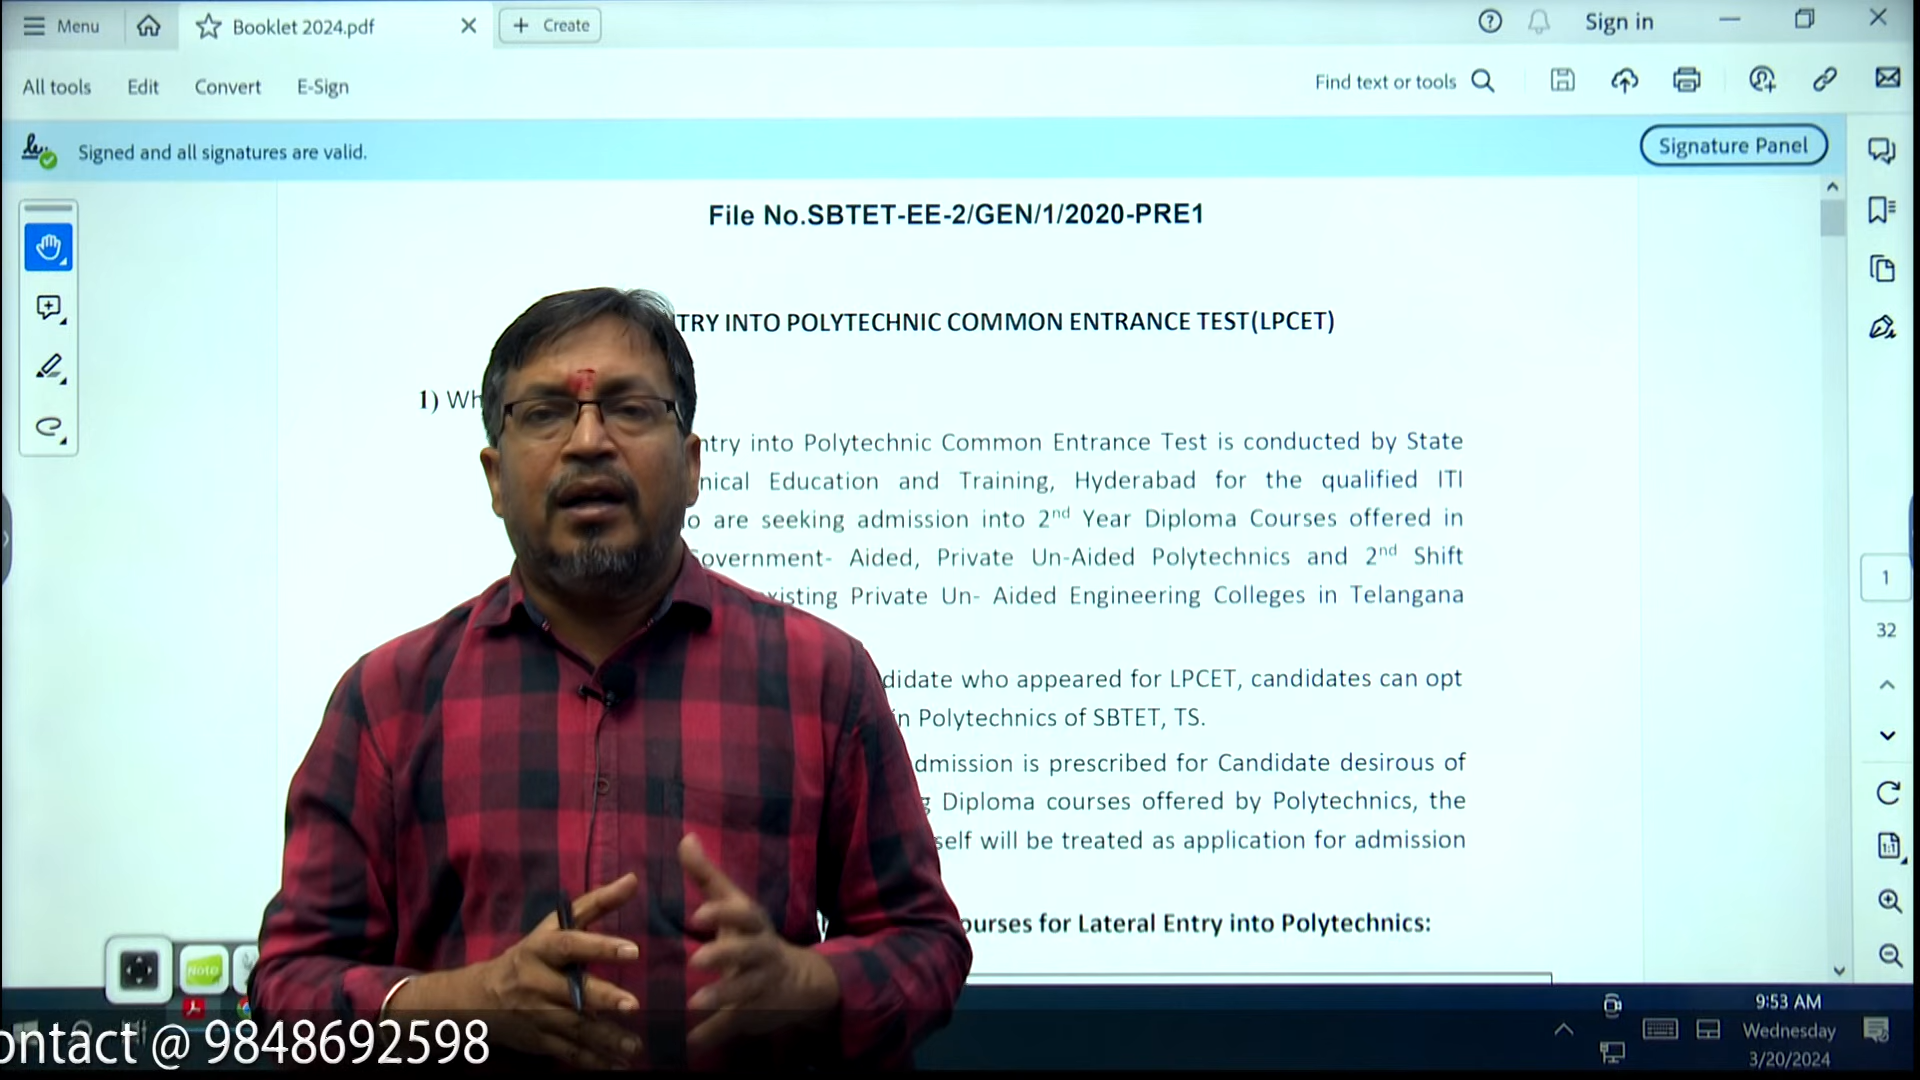 Menu
Booklet 2024.pdf
Create
Sign in
All tools Edit Convert E-Sign
Find text or tools
Signed and all signatures are valid.
Signature Panel
File No.SBTET-EE-2/GEN/1/2020-PRE1
TRY INTO POLYTECHNIC COMMON ENTRANCE TEST(LPCET)
1) Wh
ntry into Polytechnic Common Entrance Test is conducted by State
nical Education and Training, Hyderabad for the qualified ITI
o are seeking admission into 2nd Year Diploma Courses offered in
overnment- Aided, Private Un-Aided Polytechnics and 2nd Shift
xisting Private Un- Aided Engineering Colleges in Telangana
didate who appeared for LPCET, candidates can opt
in Polytechnics of SBTET, TS.
dmission is prescribed for Candidate desirous of
g Diploma courses offered by Polytechnics, the
self will be treated as application for admission
ourses for Lateral Entry into Polytechnics:
1
32
1:1
Note
9:53 AM
Wednesday
3/20/2024
ontact @ 9848692598